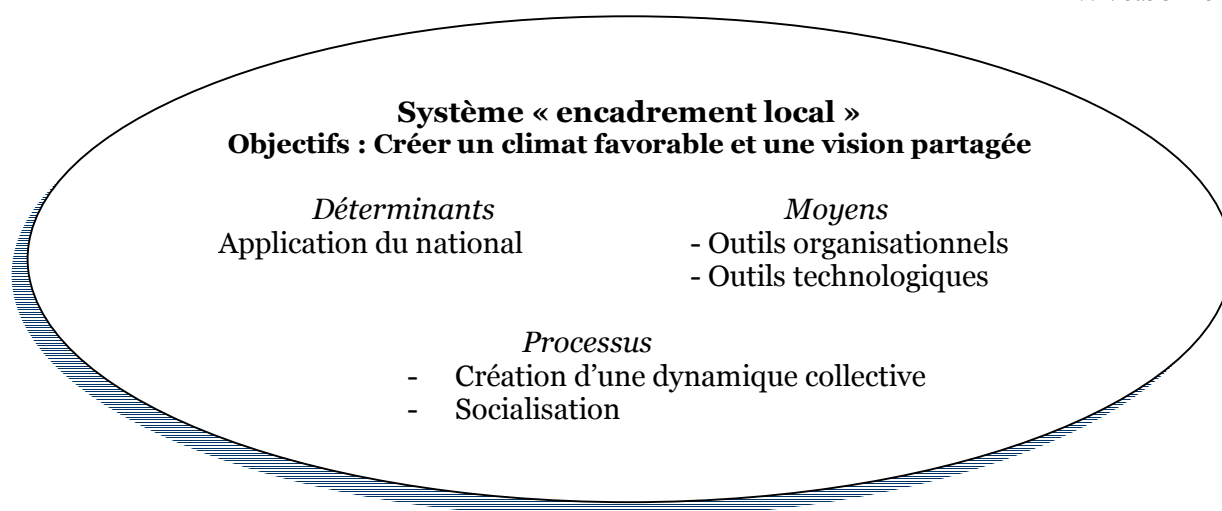 Système « encadrement local »
Objectifs : Créer un climat favorable et une vision partagée
Déterminants
Application du national
Moyens
- Outils organisationnels
- Outils technologiques
Processus
- Création d’une dynamique collective
- Socialisation